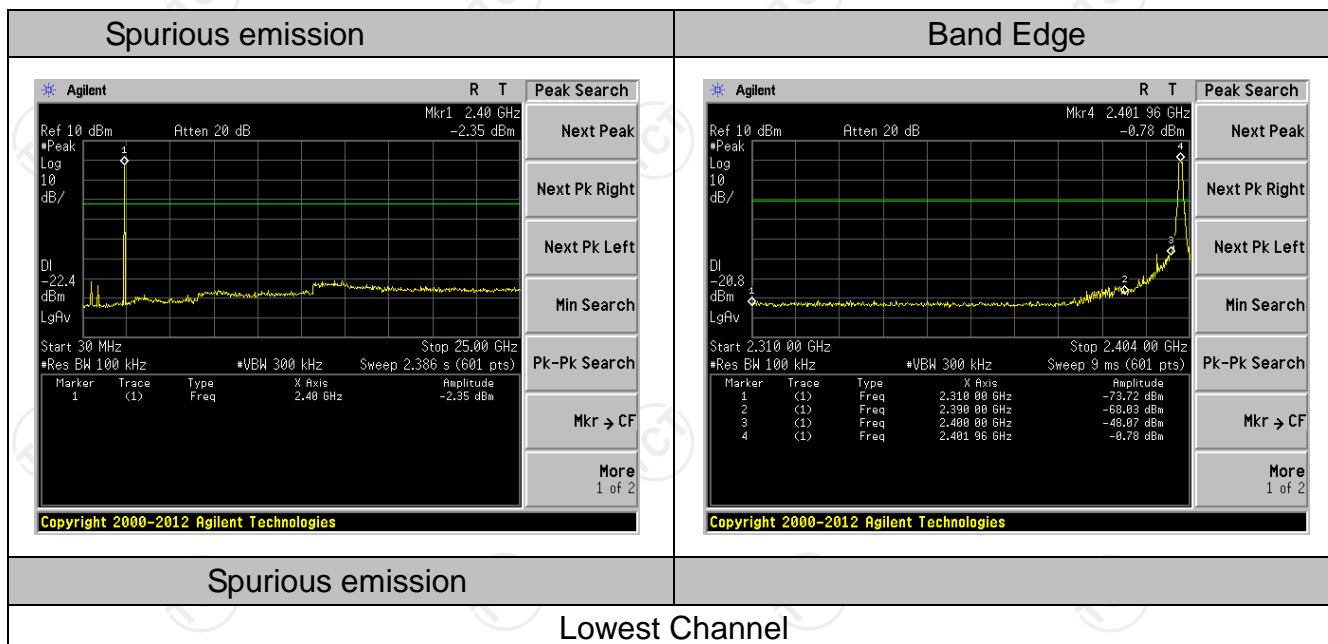 Spurious emission
Band Edge
Agilent
R T
Peak Search
Mkr1 2.40 GHz
Ref 10 dBm Atten 20 dB -2.35 dBm
#Peak
Log
10
dB/
1
DI
-22.4
dBm
LgAv
Start 30 MHz Stop 25.00 GHz
#Res BW 100 kHz #VBW 300 kHz Sweep 2.386 s (601 pts)
Marker Trace Type X Axis Amplitude
1 (1) Freq 2.40 GHz -2.35 dBm
Next Peak
Next Pk Right
Next Pk Left
Min Search
Pk-Pk Search
Mkr → CF
More
1 of 2
Copyright 2000-2012 Agilent Technologies
Agilent
R T
Peak Search
Mkr4 2.401 96 GHz
Ref 10 dBm Atten 20 dB -0.78 dBm
#Peak
Log
10
dB/
4
3
2
1
DI
-20.8
dBm
LgAv
Start 2.310 00 GHz Stop 2.404 00 GHz
#Res BW 100 kHz #VBW 300 kHz Sweep 9 ms (601 pts)
Marker Trace Type X Axis Amplitude
1 (1) Freq 2.310 00 GHz -73.72 dBm
2 (1) Freq 2.390 00 GHz -68.03 dBm
3 (1) Freq 2.400 00 GHz -48.07 dBm
4 (1) Freq 2.401 96 GHz -0.78 dBm
Next Peak
Next Pk Right
Next Pk Left
Min Search
Pk-Pk Search
Mkr → CF
More
1 of 2
Copyright 2000-2012 Agilent Technologies
Spurious emission
Lowest Channel